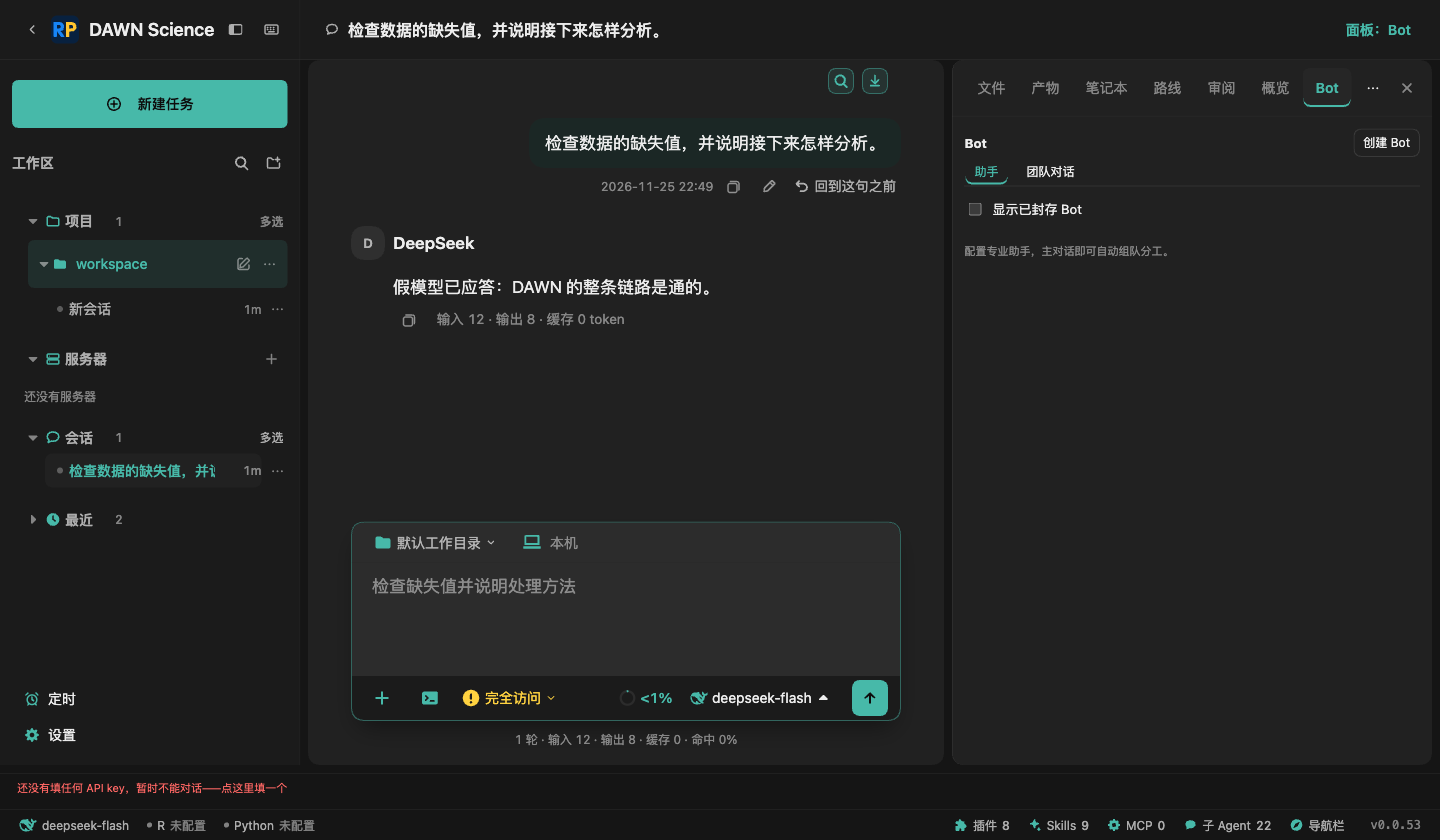 RP DAWN Science
检查数据的缺失值，并说明接下来怎样分析。
面板：Bot
新建任务
工作区
项目 1 多选
workspace
新会话 1m
服务器
还没有服务器
会话 1 多选
检查数据的缺失值，并 1m
最近 2
定时
设置
检查数据的缺失值，并说明接下来怎样分析。
2026-11-25 22:49 回到这句之前
D DeepSeek
假模型已应答：DAWN 的整条链路是通的。
输入 12 · 输出 8 · 缓存 0 token
默认工作目录 本机
检查缺失值并说明处理方法
完全访问 <1% deepseek-flash
1 轮 · 输入 12 · 输出 8 · 缓存 0 · 命中 0%
文件 产物 笔记本 路线 审阅 概览 Bot
Bot 创建 Bot
助手 团队对话
显示已封存 Bot
配置专业助手，主对话即可自动组队分工。
还没有填任何 API key，暂时不能对话——点这里填一个
deepseek-flash R 未配置 Python 未配置 插件 8 Skills 9 MCP 0 子 Agent 22 导航栏 v0.0.53